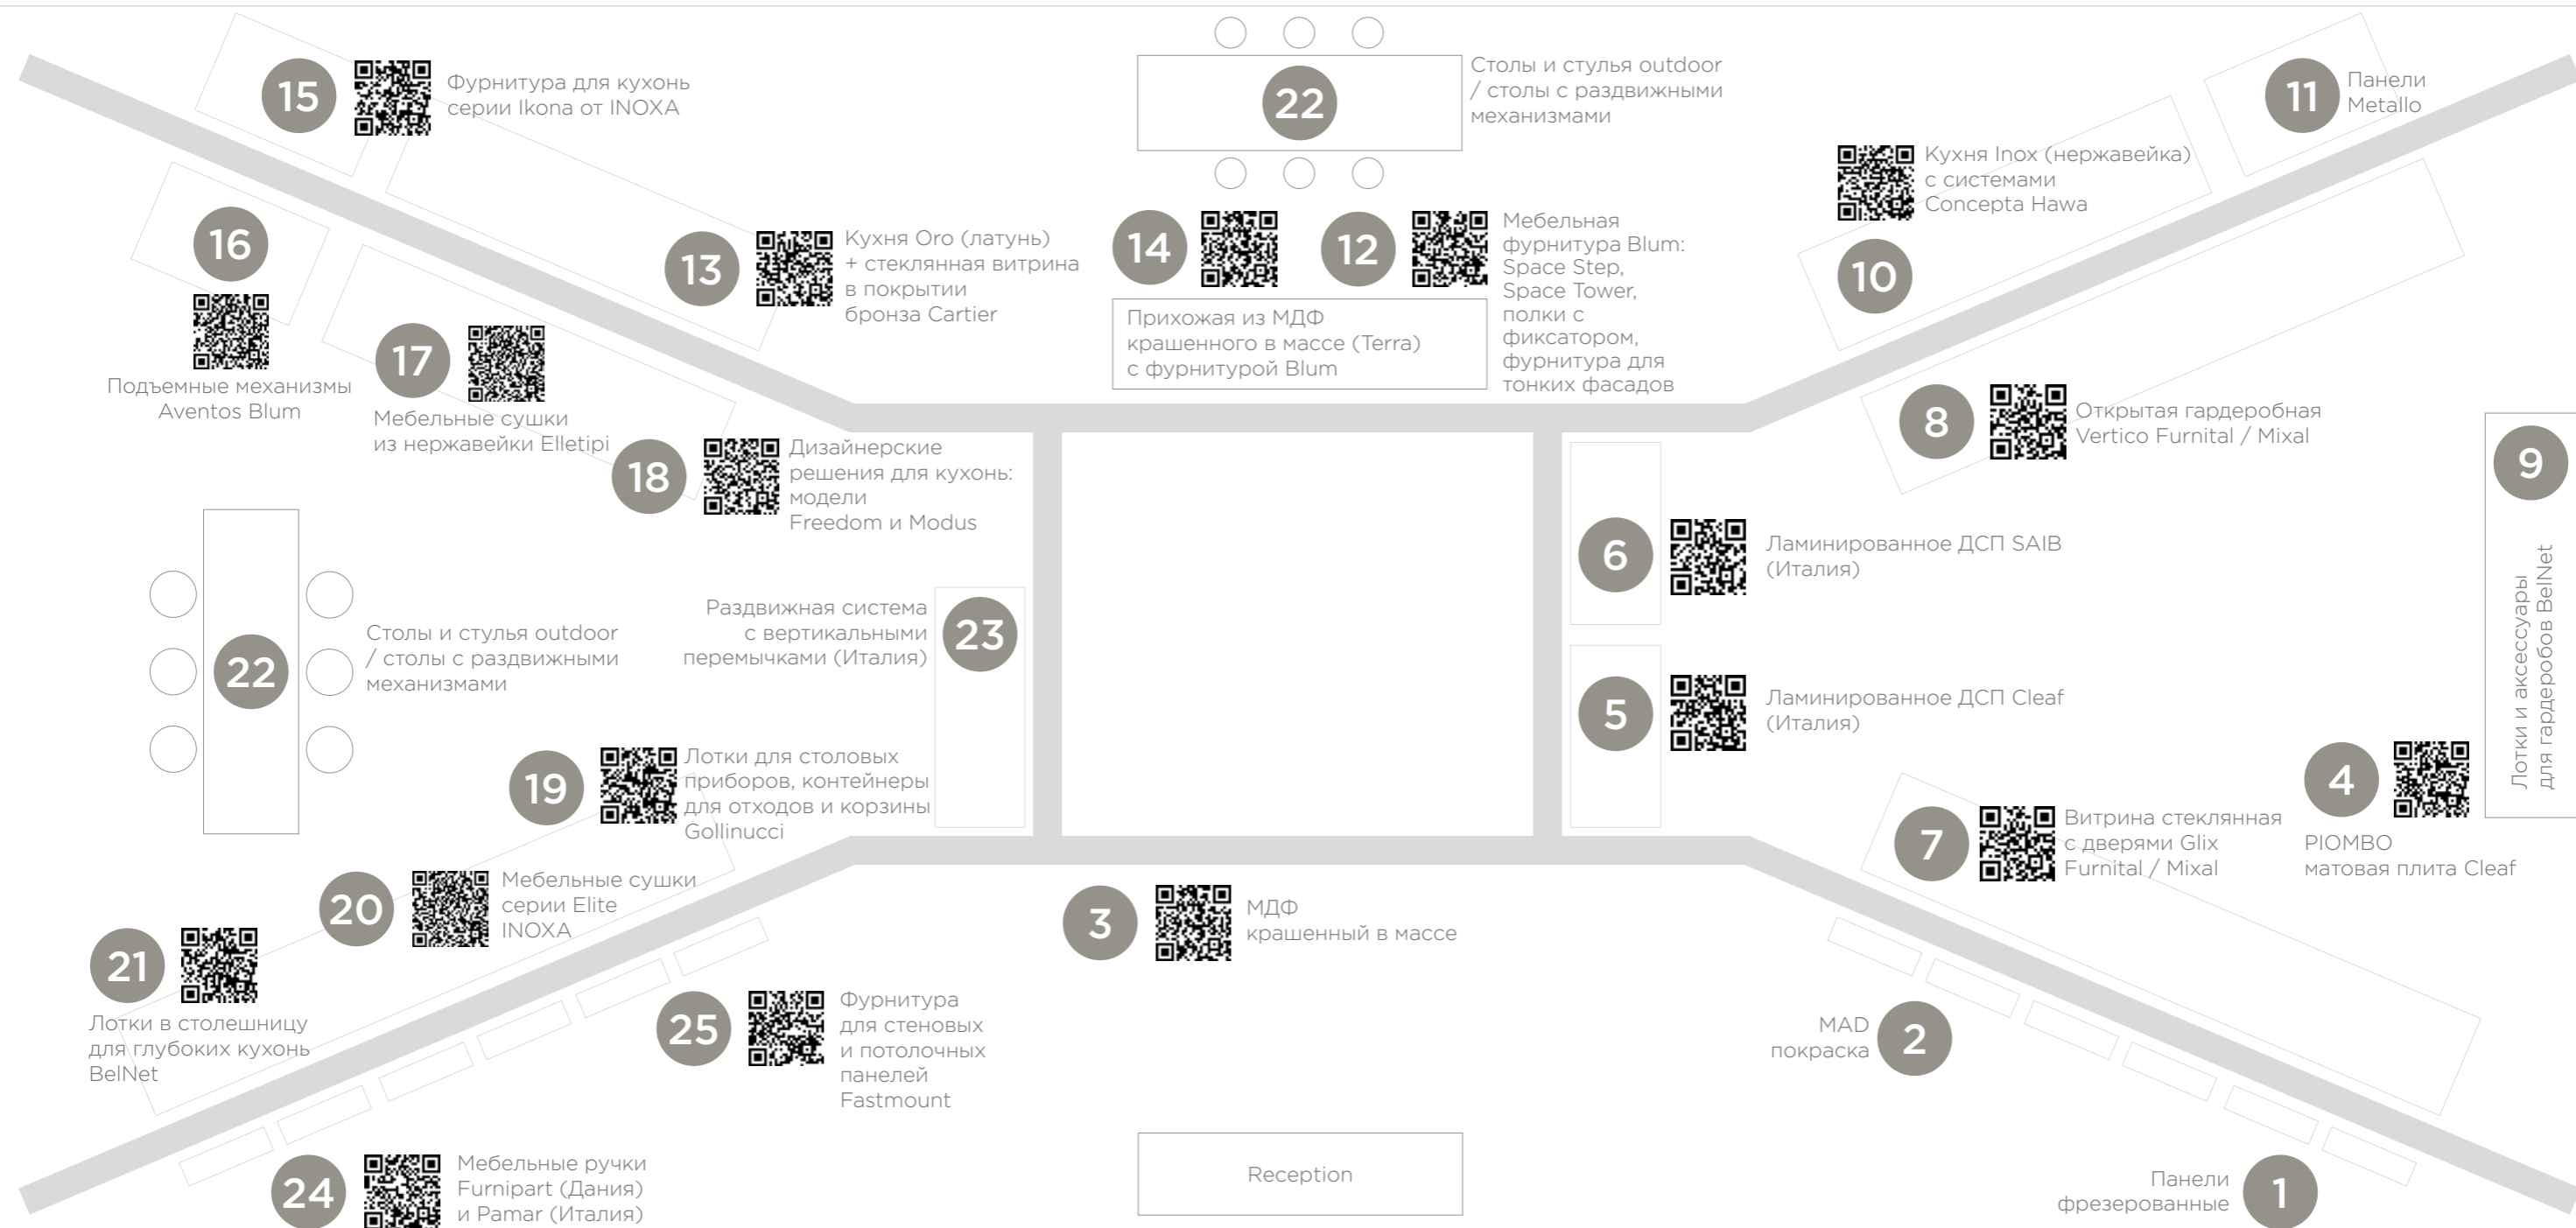 15
Фурнитура для кухонь
серии Ikona от INOXA
22
Столы и стулья outdoor
/ столы с раздвижными
механизмами
11
Панели
Metallo
Кухня Inox (нержавейка)
с системами
Concepta Hawa
10
16
Подъемные механизмы
Aventos Blum
13
Кухня Oro (латунь)
+ стеклянная витрина
в покрытии
бронза Cartier
14
Прихожая из МДФ
крашенного в массе (Terra)
с фурнитурой Blum
12
Мебельная
фурнитура Blum:
Space Step,
Space Tower,
полки с
фиксатором,
фурнитура для
тонких фасадов
17
Мебельные сушки
из нержавейки Elletipi
18
Дизайнерские
решения для кухонь:
модели
Freedom и Modus
8
Открытая гардеробная
Vertico Furnital / Mixal
9
Лотки и аксессуары
для гардеробов BelNet
6
Ламинированное ДСП SAIB
(Италия)
22
Столы и стулья outdoor
/ столы с раздвижными
механизмами
Раздвижная система
с вертикальными
перемычками (Италия)
23
5
Ламинированное ДСП Cleaf
(Италия)
19
Лотки для столовых
приборов, контейнеры
для отходов и корзины
Gollinucci
4
PIOMBO
матовая плита Cleaf
7
Витрина стеклянная
с дверями Glix
Furnital / Mixal
20
Мебельные сушки
серии Elite
INOXA
3
МДФ
крашенный в массе
21
Лотки в столешницу
для глубоких кухонь
BelNet
25
Фурнитура
для стеновых
и потолочных
панелей
Fastmount
MAD
покраска
2
24
Мебельные ручки
Furnipart (Дания)
и Pamar (Италия)
Reception
Панели
фрезерованные
1